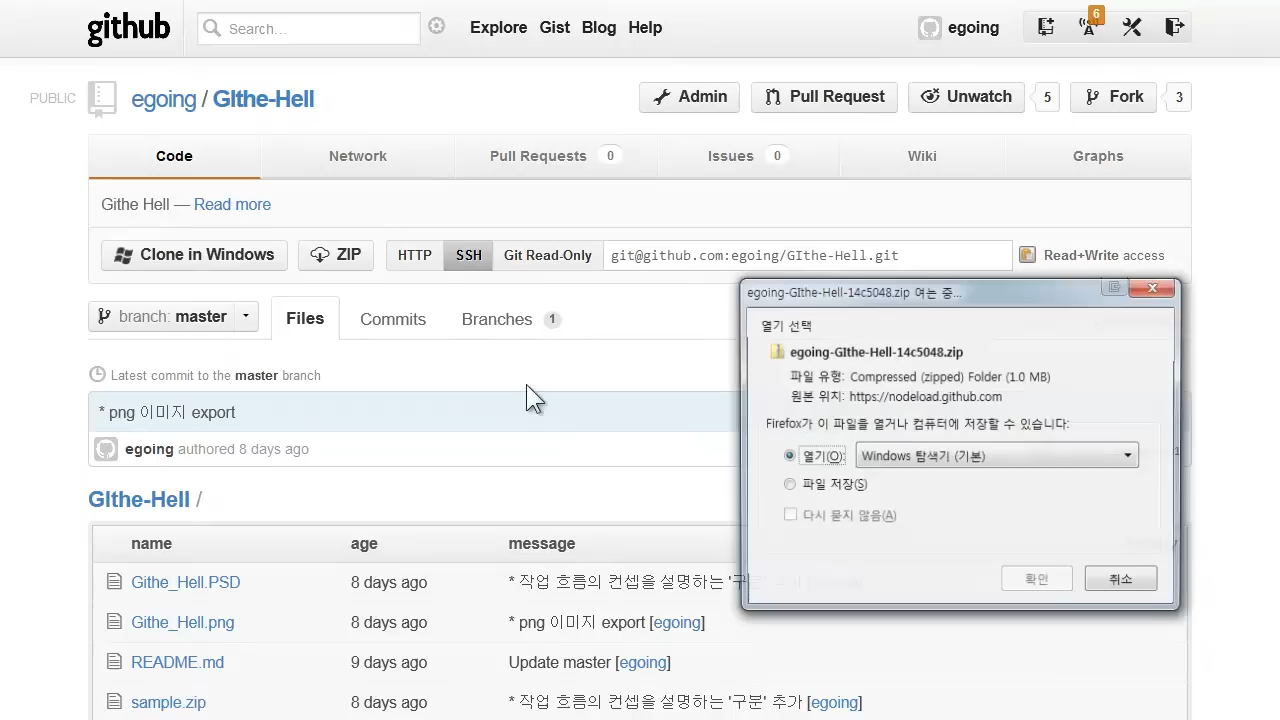 github Search... Explore Gist Blog Help egoing 6
PUBLIC egoing / GIthe-Hell Admin Pull Request Unwatch 5 Fork 3
Code Network Pull Requests 0 Issues 0 Wiki Graphs
Githe Hell — Read more
Clone in Windows ZIP HTTP SSH Git Read-Only git@github.com:egoing/GIthe-Hell.git Read+Write access
branch: master Files Commits Branches 1
Latest commit to the master branch
* png 이미지 export
egoing authored 8 days ago
GIthe-Hell /
name age message
Githe_Hell.PSD 8 days ago * 작업 흐름의 컨셉을 설명하는 '구
Githe_Hell.png 8 days ago * png 이미지 export [egoing]
README.md 9 days ago Update master [egoing]
sample.zip 8 days ago * 작업 흐름의 컨셉을 설명하는 '구분' 추가 [egoing]
egoing-GIthe-Hell-14c5048.zip 여는 중...
열기 선택
egoing-GIthe-Hell-14c5048.zip
파일 유형: Compressed (zipped) Folder (1.0 MB)
원본 위치: https://nodeload.github.com
Firefox가 이 파일을 열거나 컴퓨터에 저장할 수 있습니다:
열기(O): Windows 탐색기 (기본)
파일 저장(S)
다시 묻지 않음(A)
확인 취소